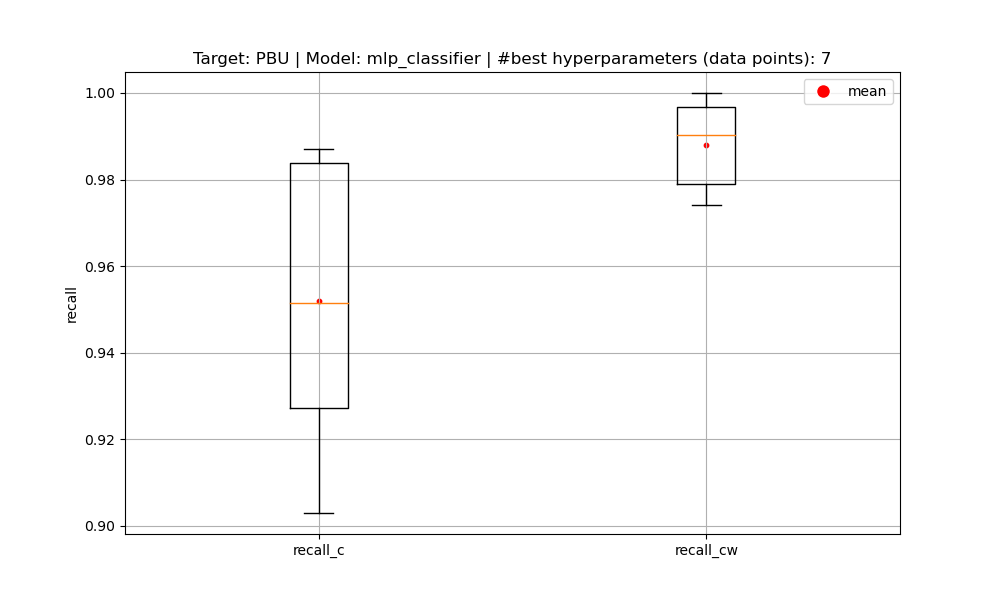 Target: PBU | Model: mlp_classifier | #best hyperparameters (data points): 7
mean
1.00
0.98
0.96
0.94
0.92
0.90
recall
recall_c
recall_cw